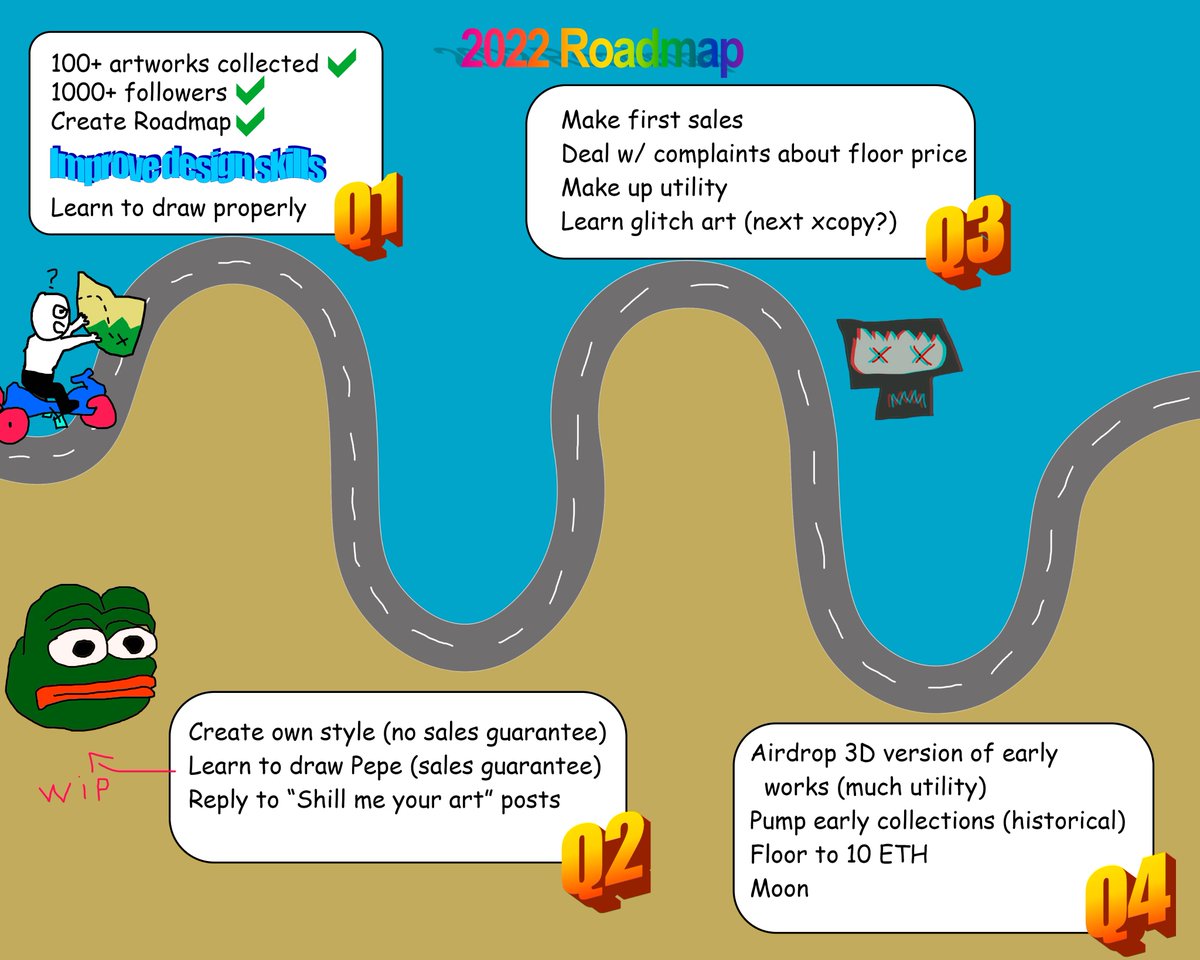 2022 Roadmap
100+ artworks collected
1000+ followers
Create Roadmap
Improve design skills
Learn to draw properly
Q1
?
Make first sales
Deal w/ complaints about floor price
Make up utility
Learn glitch art (next xcopy?)
Q3
Create own style (no sales guarantee)
Learn to draw Pepe (sales guarantee)
Reply to “Shill me your art” posts
Q2
WiP
Airdrop 3D version of early
works (much utility)
Pump early collections (historical)
Floor to 10 ETH
Moon
Q4